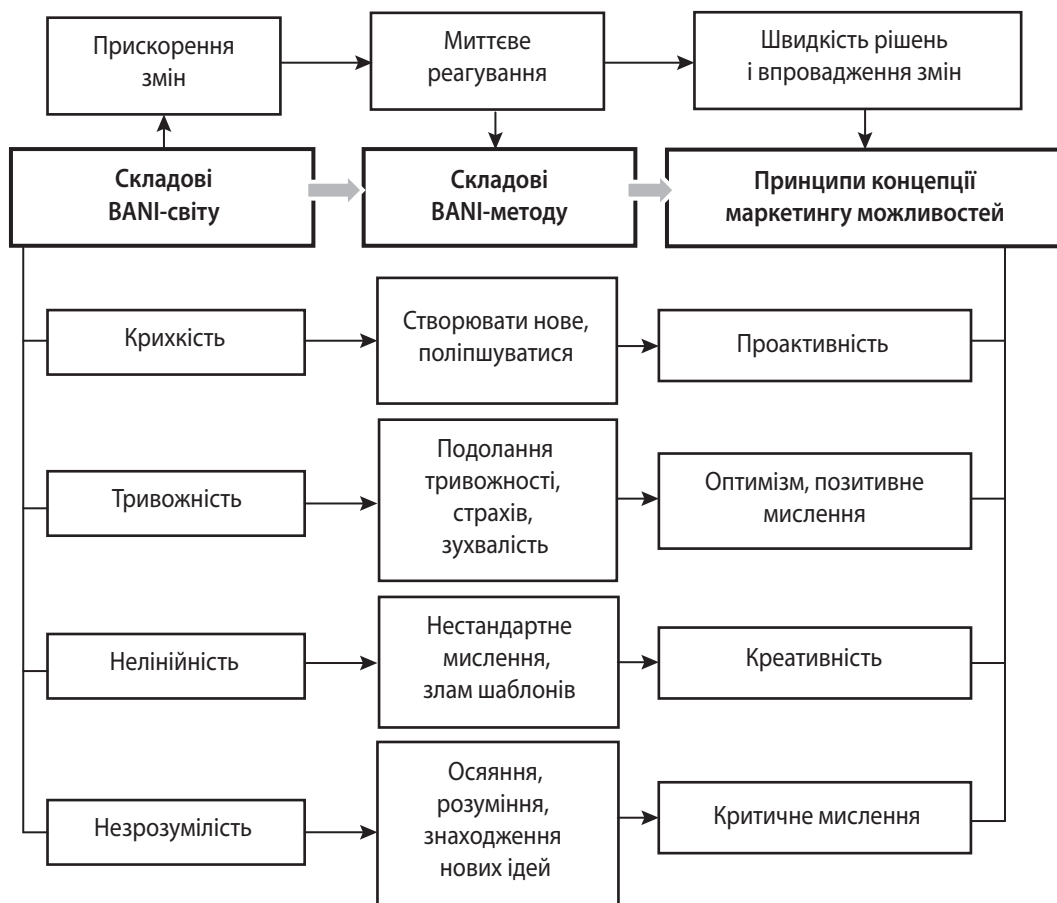 Прискорення
змін
Миттєве
реагування
Швидкість рішень
і впровадження змін
Складові
BANI-світу
Складові
BANI-методу
Принципи концепції
маркетингу можливостей
Крихкість
Створювати нове,
поліпшуватися
Проактивність
Тривожність
Подолання
тривожності,
страхів,
зухвалість
Оптимізм, позитивне
мислення
Нелінійність
Нестандартне
мислення,
злам шаблонів
Креативність
Незрозумілість
Осяяння,
розуміння,
знаходження
нових ідей
Критичне мислення